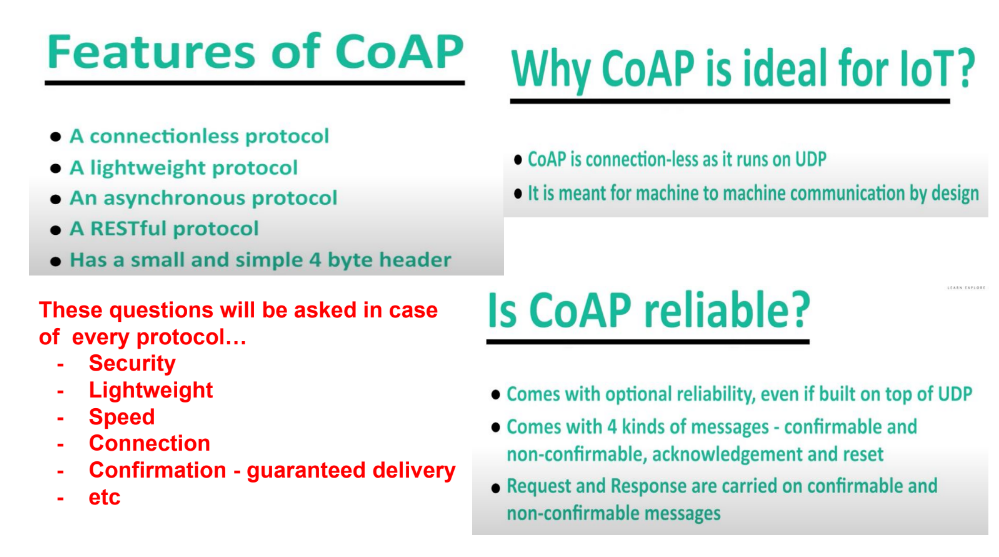 Features of CoAP
● A connectionless protocol
● A lightweight protocol
● An asynchronous protocol
● A RESTful protocol
● Has a small and simple 4 byte header
Why CoAP is ideal for IoT?
● CoAP is connection-less as it runs on UDP
● It is meant for machine to machine communication by design
These questions will be asked in case
of every protocol...
- Security
- Lightweight
- Speed
- Connection
- Confirmation - guaranteed delivery
- etc
LEARN EXPLORE
Is CoAP reliable?
● Comes with optional reliability, even if built on top of UDP
● Comes with 4 kinds of messages - confirmable and
non-confirmable, acknowledgement and reset
● Request and Response are carried on confirmable and
non-confirmable messages